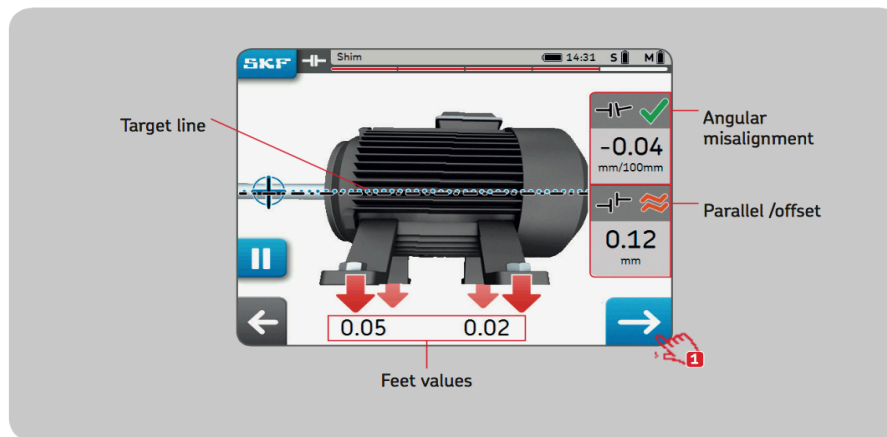 SKF
Shim
14:31 S M
Target line
Angular
misalignment
-0.04
mm/100mm
Parallel /offset
0.12
mm
0.05 0.02
1
Feet values